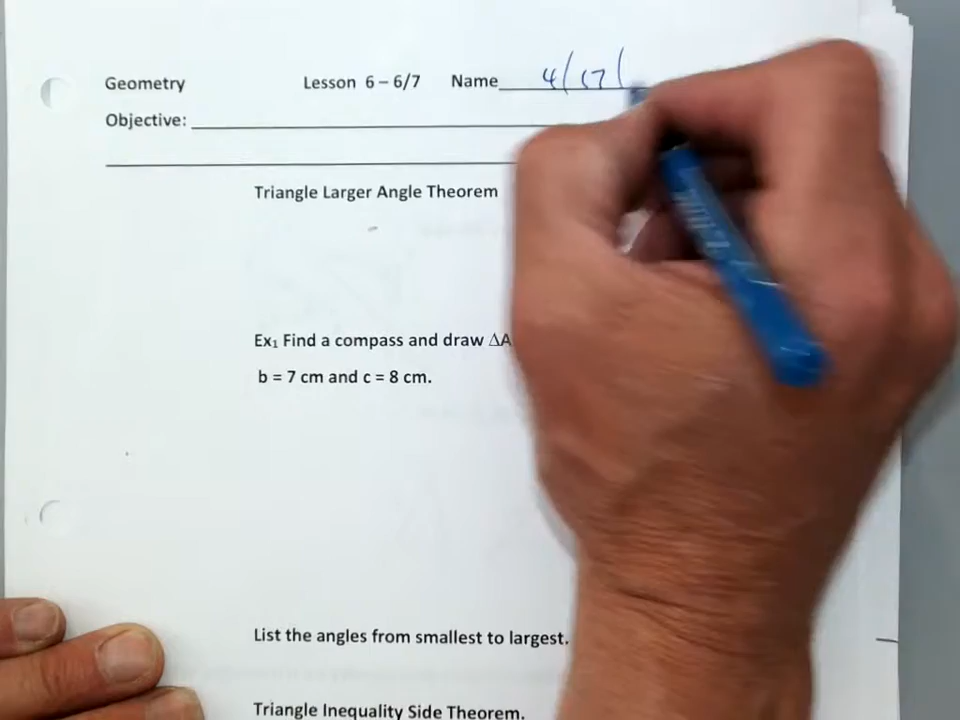 Geometry Lesson 6 – 6/7 Name 4/17/
Objective:
Triangle Larger Angle Theorem
Ex₁ Find a compass and draw ΔA
b = 7 cm and c = 8 cm.
List the angles from smallest to largest.
Triangle Inequality Side Theorem.